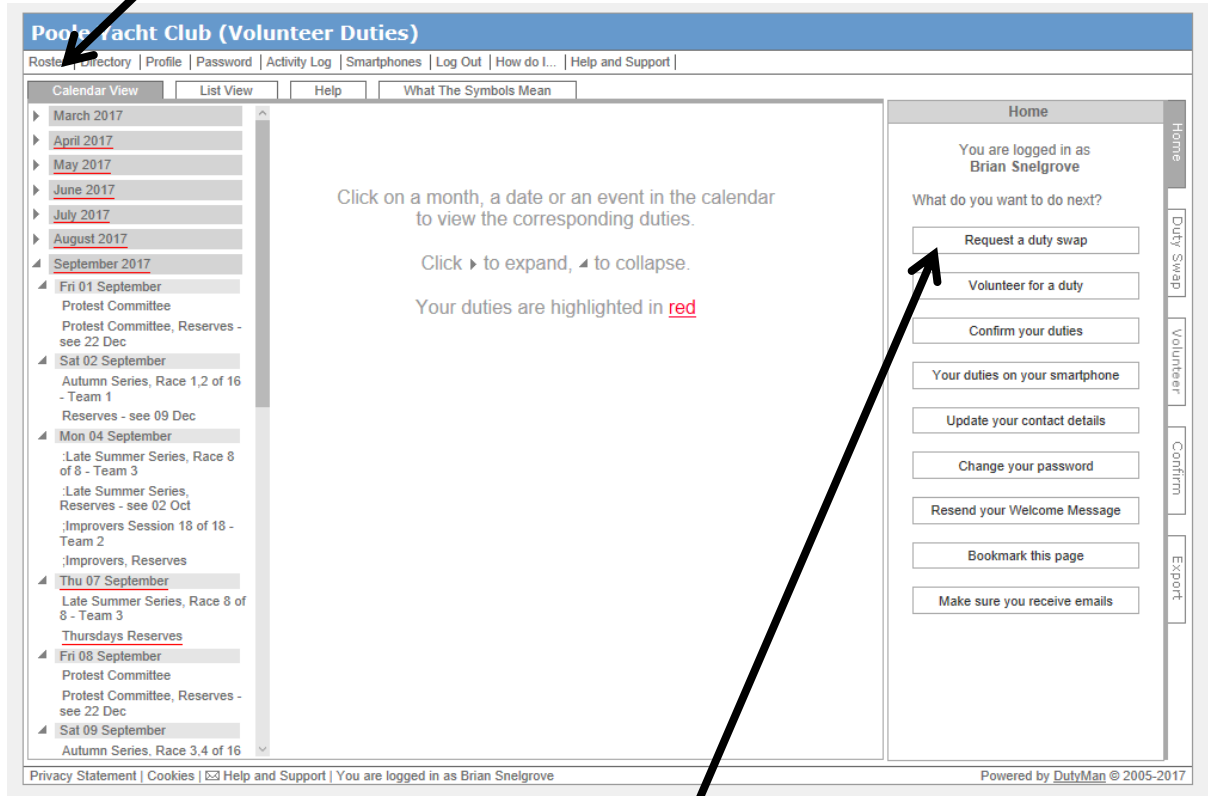 Poole Yacht Club (Volunteer Duties)
Roster | Directory | Profile | Password | Activity Log | Smartphones | Log Out | How do I... | Help and Support |
Calendar View
List View
Help
What The Symbols Mean
March 2017
April 2017
May 2017
June 2017
July 2017
August 2017
September 2017
Fri 01 September
Protest Committee
Protest Committee, Reserves -
see 22 Dec
Sat 02 September
Autumn Series, Race 1,2 of 16
- Team 1
Reserves - see 09 Dec
Mon 04 September
:Late Summer Series, Race 8
of 8 - Team 3
:Late Summer Series,
Reserves - see 02 Oct
;Improvers Session 18 of 18 -
Team 2
;Improvers, Reserves
Thu 07 September
Late Summer Series, Race 8 of
8 - Team 3
Thursdays Reserves
Fri 08 September
Protest Committee
Protest Committee, Reserves -
see 22 Dec
Sat 09 September
Autumn Series, Race 3,4 of 16
Click on a month, a date or an event in the calendar
to view the corresponding duties.
Click ▸ to expand, ◢ to collapse.
Your duties are highlighted in red
Home
You are logged in as
Brian Snelgrove
What do you want to do next?
Request a duty swap
Volunteer for a duty
Confirm your duties
Your duties on your smartphone
Update your contact details
Change your password
Resend your Welcome Message
Bookmark this page
Make sure you receive emails
Home
Duty Swap
Volunteer
Confirm
Export
Privacy Statement | Cookies | ✉ Help and Support | You are logged in as Brian Snelgrove
Powered by DutyMan © 2005-2017